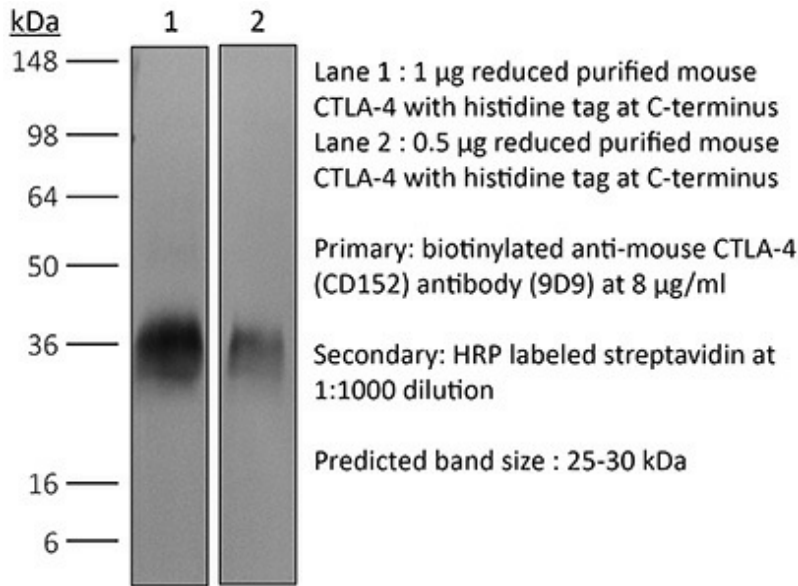 kDa 1 2
148
98
64
50
36
16
6
Lane 1 : 1 µg reduced purified mouse
CTLA-4 with histidine tag at C-terminus
Lane 2 : 0.5 µg reduced purified mouse
CTLA-4 with histidine tag at C-terminus
Primary: biotinylated anti-mouse CTLA-4
(CD152) antibody (9D9) at 8 µg/ml
Secondary: HRP labeled streptavidin at
1:1000 dilution
Predicted band size : 25-30 kDa